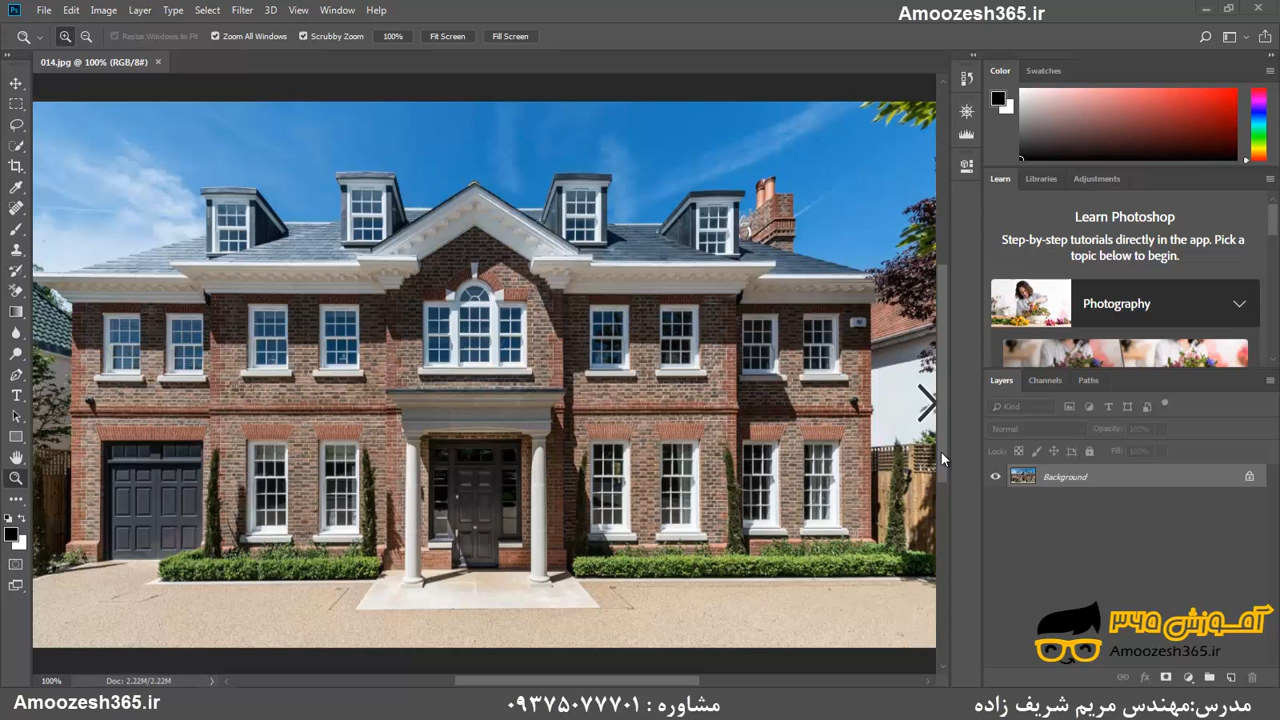 Amoozesh365.ir
Ps File Edit Image Layer Type Select Filter 3D View Window Help
Resize Windows to Fit Zoom All Windows Scrubby Zoom 100% Fit Screen Fill Screen
014.jpg @ 100% (RGB/8#) ×
Color Swatches
Learn Libraries Adjustments
Learn Photoshop
Step-by-step tutorials directly in the app. Pick a
topic below to begin.
Photography
Layers Channels Paths
Kind
Normal Opacity: 100%
Lock: Fill: 100%
Background
آموزش ۳۶۵
Amoozesh365.ir
100% Doc: 2.22M/2.22M
Amoozesh365.ir
مشاوره : ۰۹۳۷۵۰۷۷۷۰۱
مدرس:مهندس مریم شریف زاده